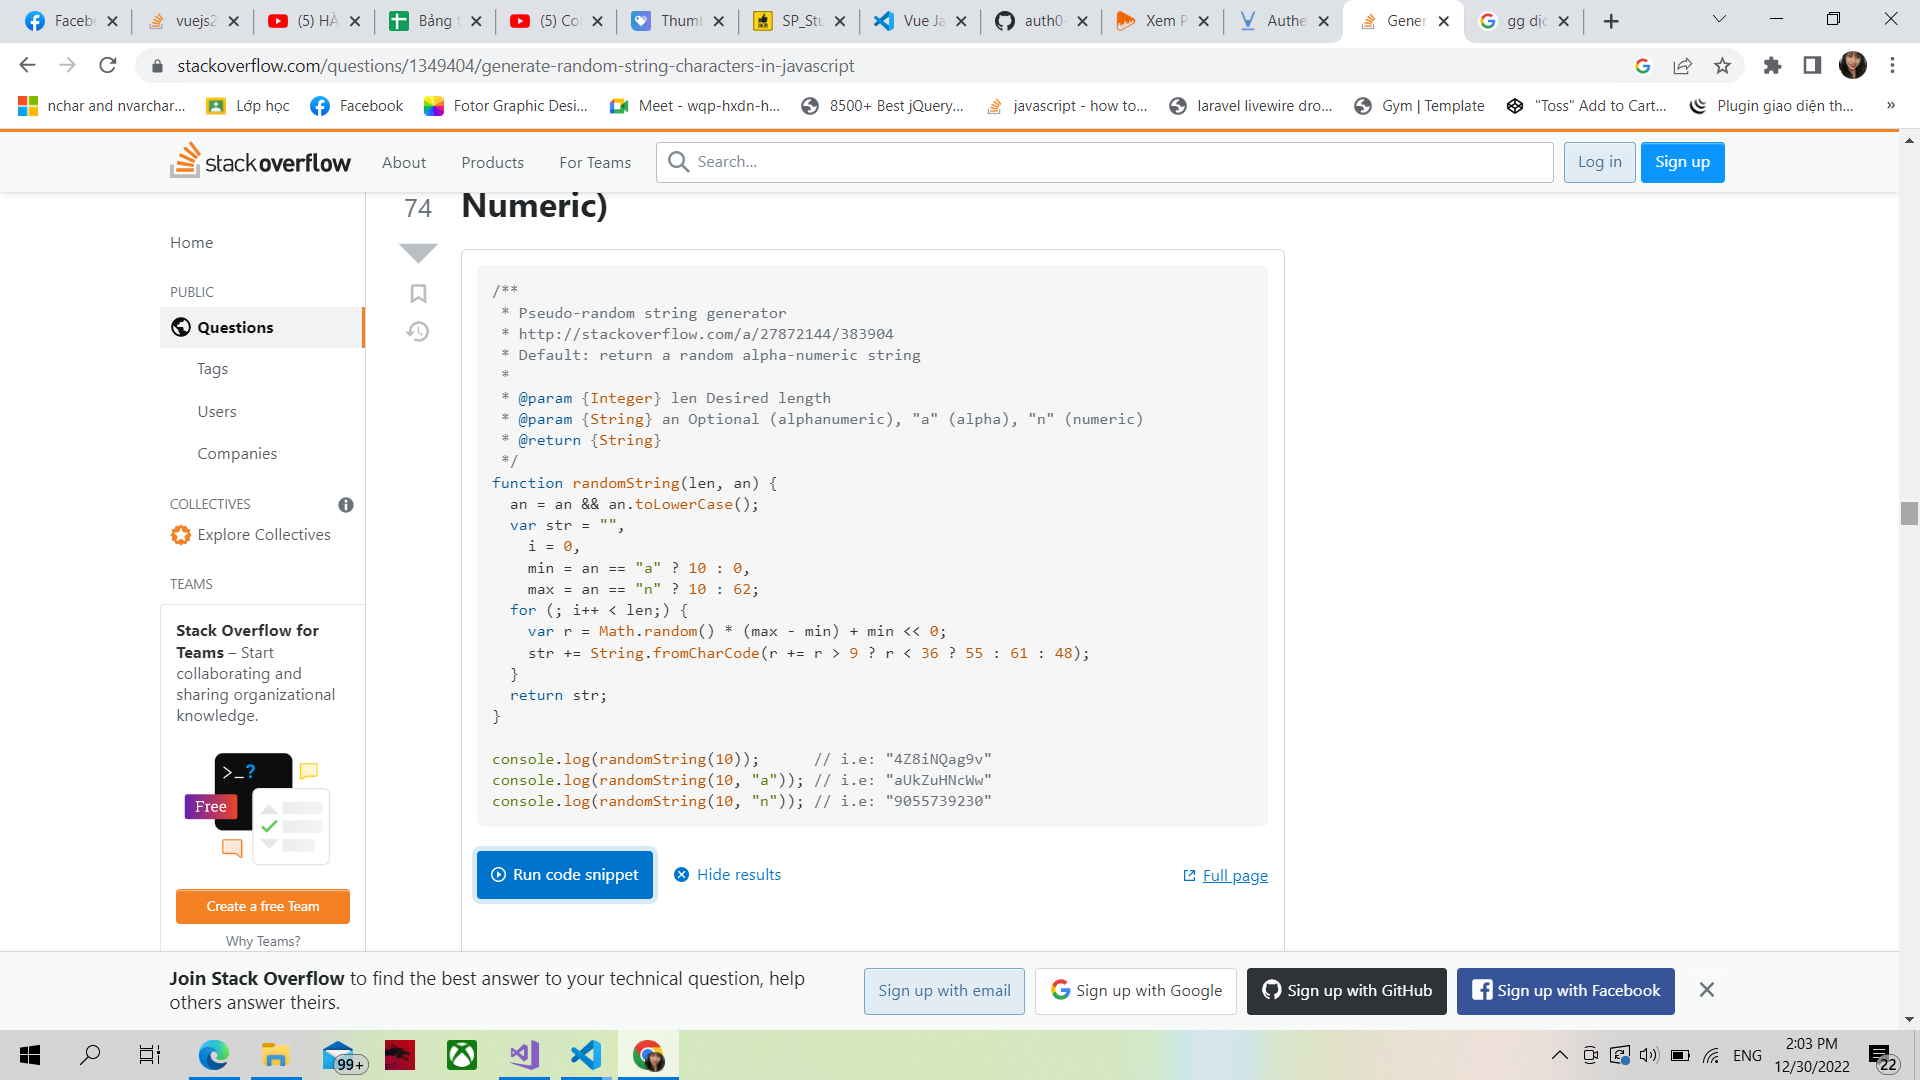 Facebo
vuejs2
(5) HÀ
Bảng t
(5) Co
Thumb
SP_Stu
Vue Ja
auth0-
Xem P
Authe
Gener
gg dịc
stackoverflow.com/questions/1349404/generate-random-string-characters-in-javascript
nchar and nvarchar...
Lớp học
Facebook
Fotor Graphic Desi...
Meet - wqp-hxdn-h...
8500+ Best jQuery...
javascript - how to...
laravel livewire dro...
Gym | Template
"Toss" Add to Cart...
Plugin giao diện th...
»
stackoverflow
About
Products
For Teams
Search...
Log in
Sign up
74
Numeric)
Home
PUBLIC
Questions
Tags
Users
Companies
COLLECTIVES
Explore Collectives
TEAMS
Stack Overflow for
Teams – Start
collaborating and
sharing organizational
knowledge.
>_?
Free
Create a free Team
Why Teams?
/**
 * Pseudo-random string generator
 * http://stackoverflow.com/a/27872144/383904
 * Default: return a random alpha-numeric string
 *
 * @param {Integer} len Desired length
 * @param {String} an Optional (alphanumeric), "a" (alpha), "n" (numeric)
 * @return {String}
 */
function randomString(len, an) {
  an = an && an.toLowerCase();
  var str = "",
    i = 0,
    min = an == "a" ? 10 : 0,
    max = an == "n" ? 10 : 62;
  for (; i++ < len;) {
    var r = Math.random() * (max - min) + min << 0;
    str += String.fromCharCode(r += r > 9 ? r < 36 ? 55 : 61 : 48);
  }
  return str;
}
console.log(randomString(10));      // i.e: "4Z8iNQag9v"
console.log(randomString(10, "a")); // i.e: "aUkZuHNcWw"
console.log(randomString(10, "n")); // i.e: "9055739230"
Run code snippet
Hide results
Full page
Join Stack Overflow to find the best answer to your technical question, help
others answer theirs.
Sign up with email
Sign up with Google
Sign up with GitHub
Sign up with Facebook
99+
ENG
2:03 PM
12/30/2022
22